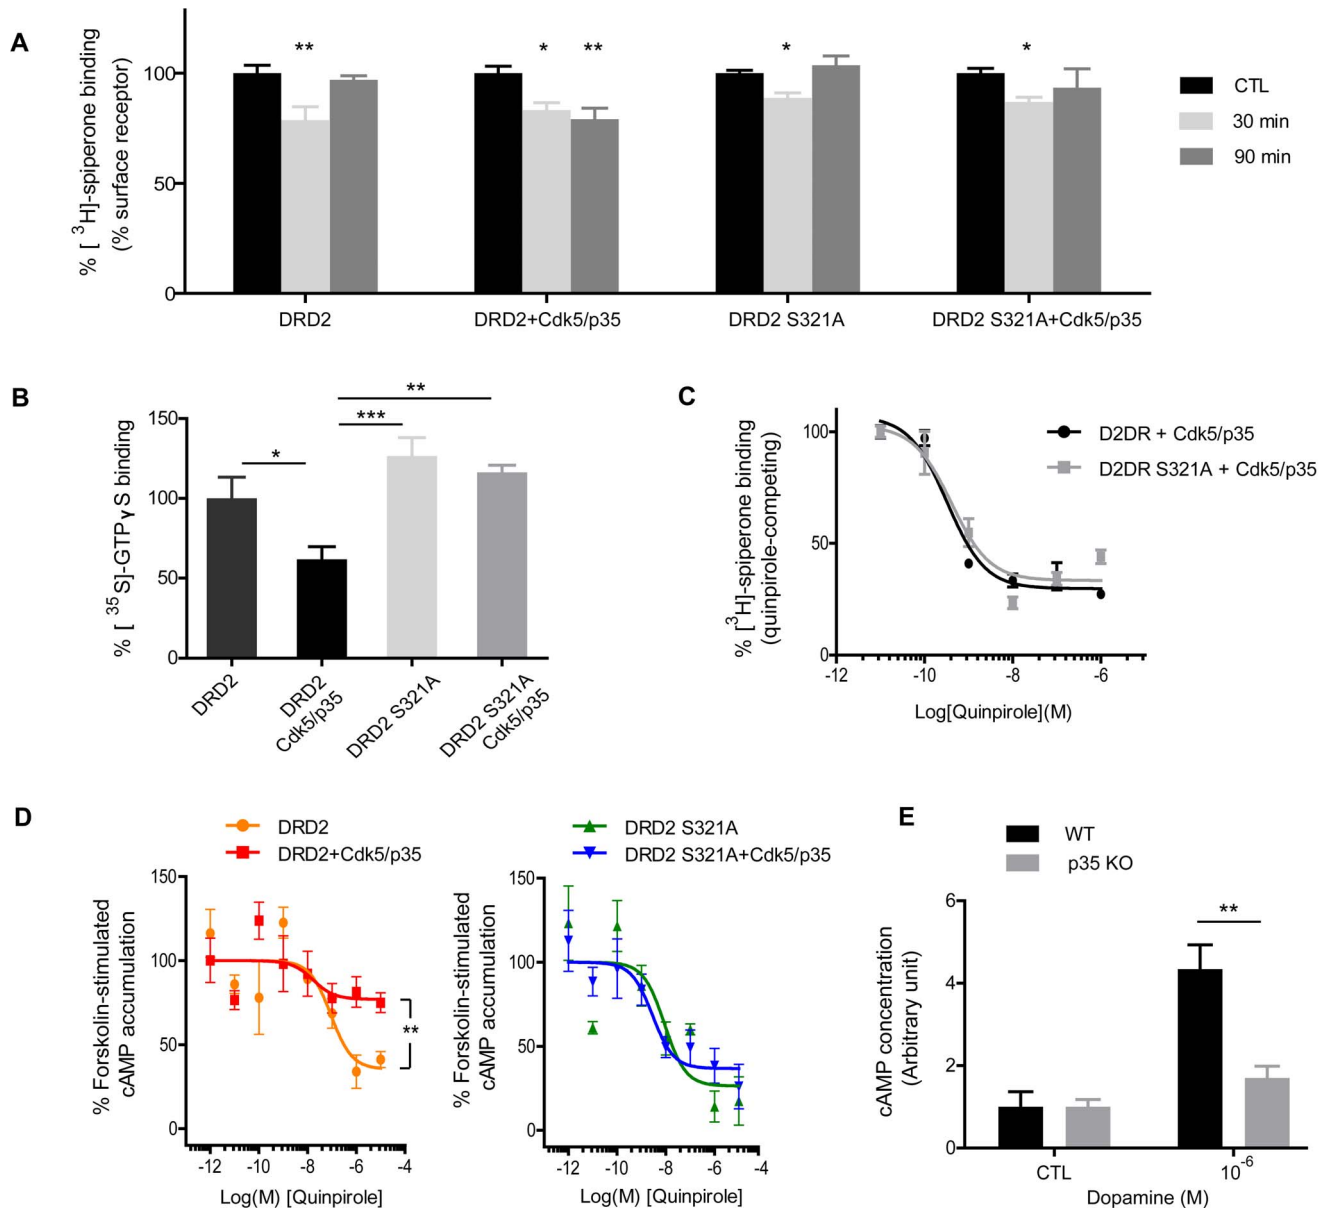 A
% [ ³H]-spiperone binding
(% surface receptor)
100
50
0
**
*
**
*
*
DRD2
DRD2+Cdk5/p35
DRD2 S321A
DRD2 S321A+Cdk5/p35
CTL
30 min
90 min
B
% [ ³⁵S]-GTPγS binding
150
100
50
0
*
***
**
DRD2
DRD2
Cdk5/p35
DRD2 S321A
DRD2 S321A
Cdk5/p35
C
% [³H]-spiperone binding
(quinpirole-competing)
100
50
0
-12
-10
-8
-6
Log[Quinpirole](M)
D2DR + Cdk5/p35
D2DR S321A + Cdk5/p35
D
DRD2
DRD2+Cdk5/p35
% Forskolin-stimulated
cAMP accumulation
150
100
50
0
**
-12
-10
-8
-6
-4
Log(M) [Quinpirole]
DRD2 S321A
DRD2 S321A+Cdk5/p35
% Forskolin-stimulated
cAMP accumulation
150
100
50
0
-12
-10
-8
-6
-4
Log(M) [Quinpirole]
E
WT
p35 KO
cAMP concentration
(Arbitrary unit)
6
4
2
0
**
CTL
10⁻⁶
Dopamine (M)